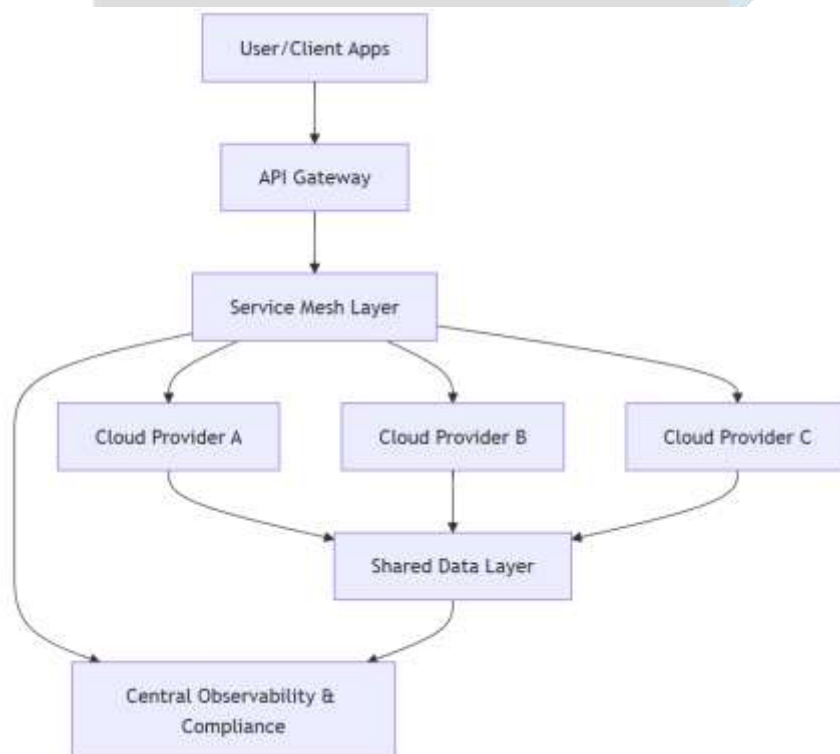 User/Client Apps
API Gateway
Service Mesh Layer
Cloud Provider A
Cloud Provider B
Cloud Provider C
Shared Data Layer
Central Observability &
Compliance